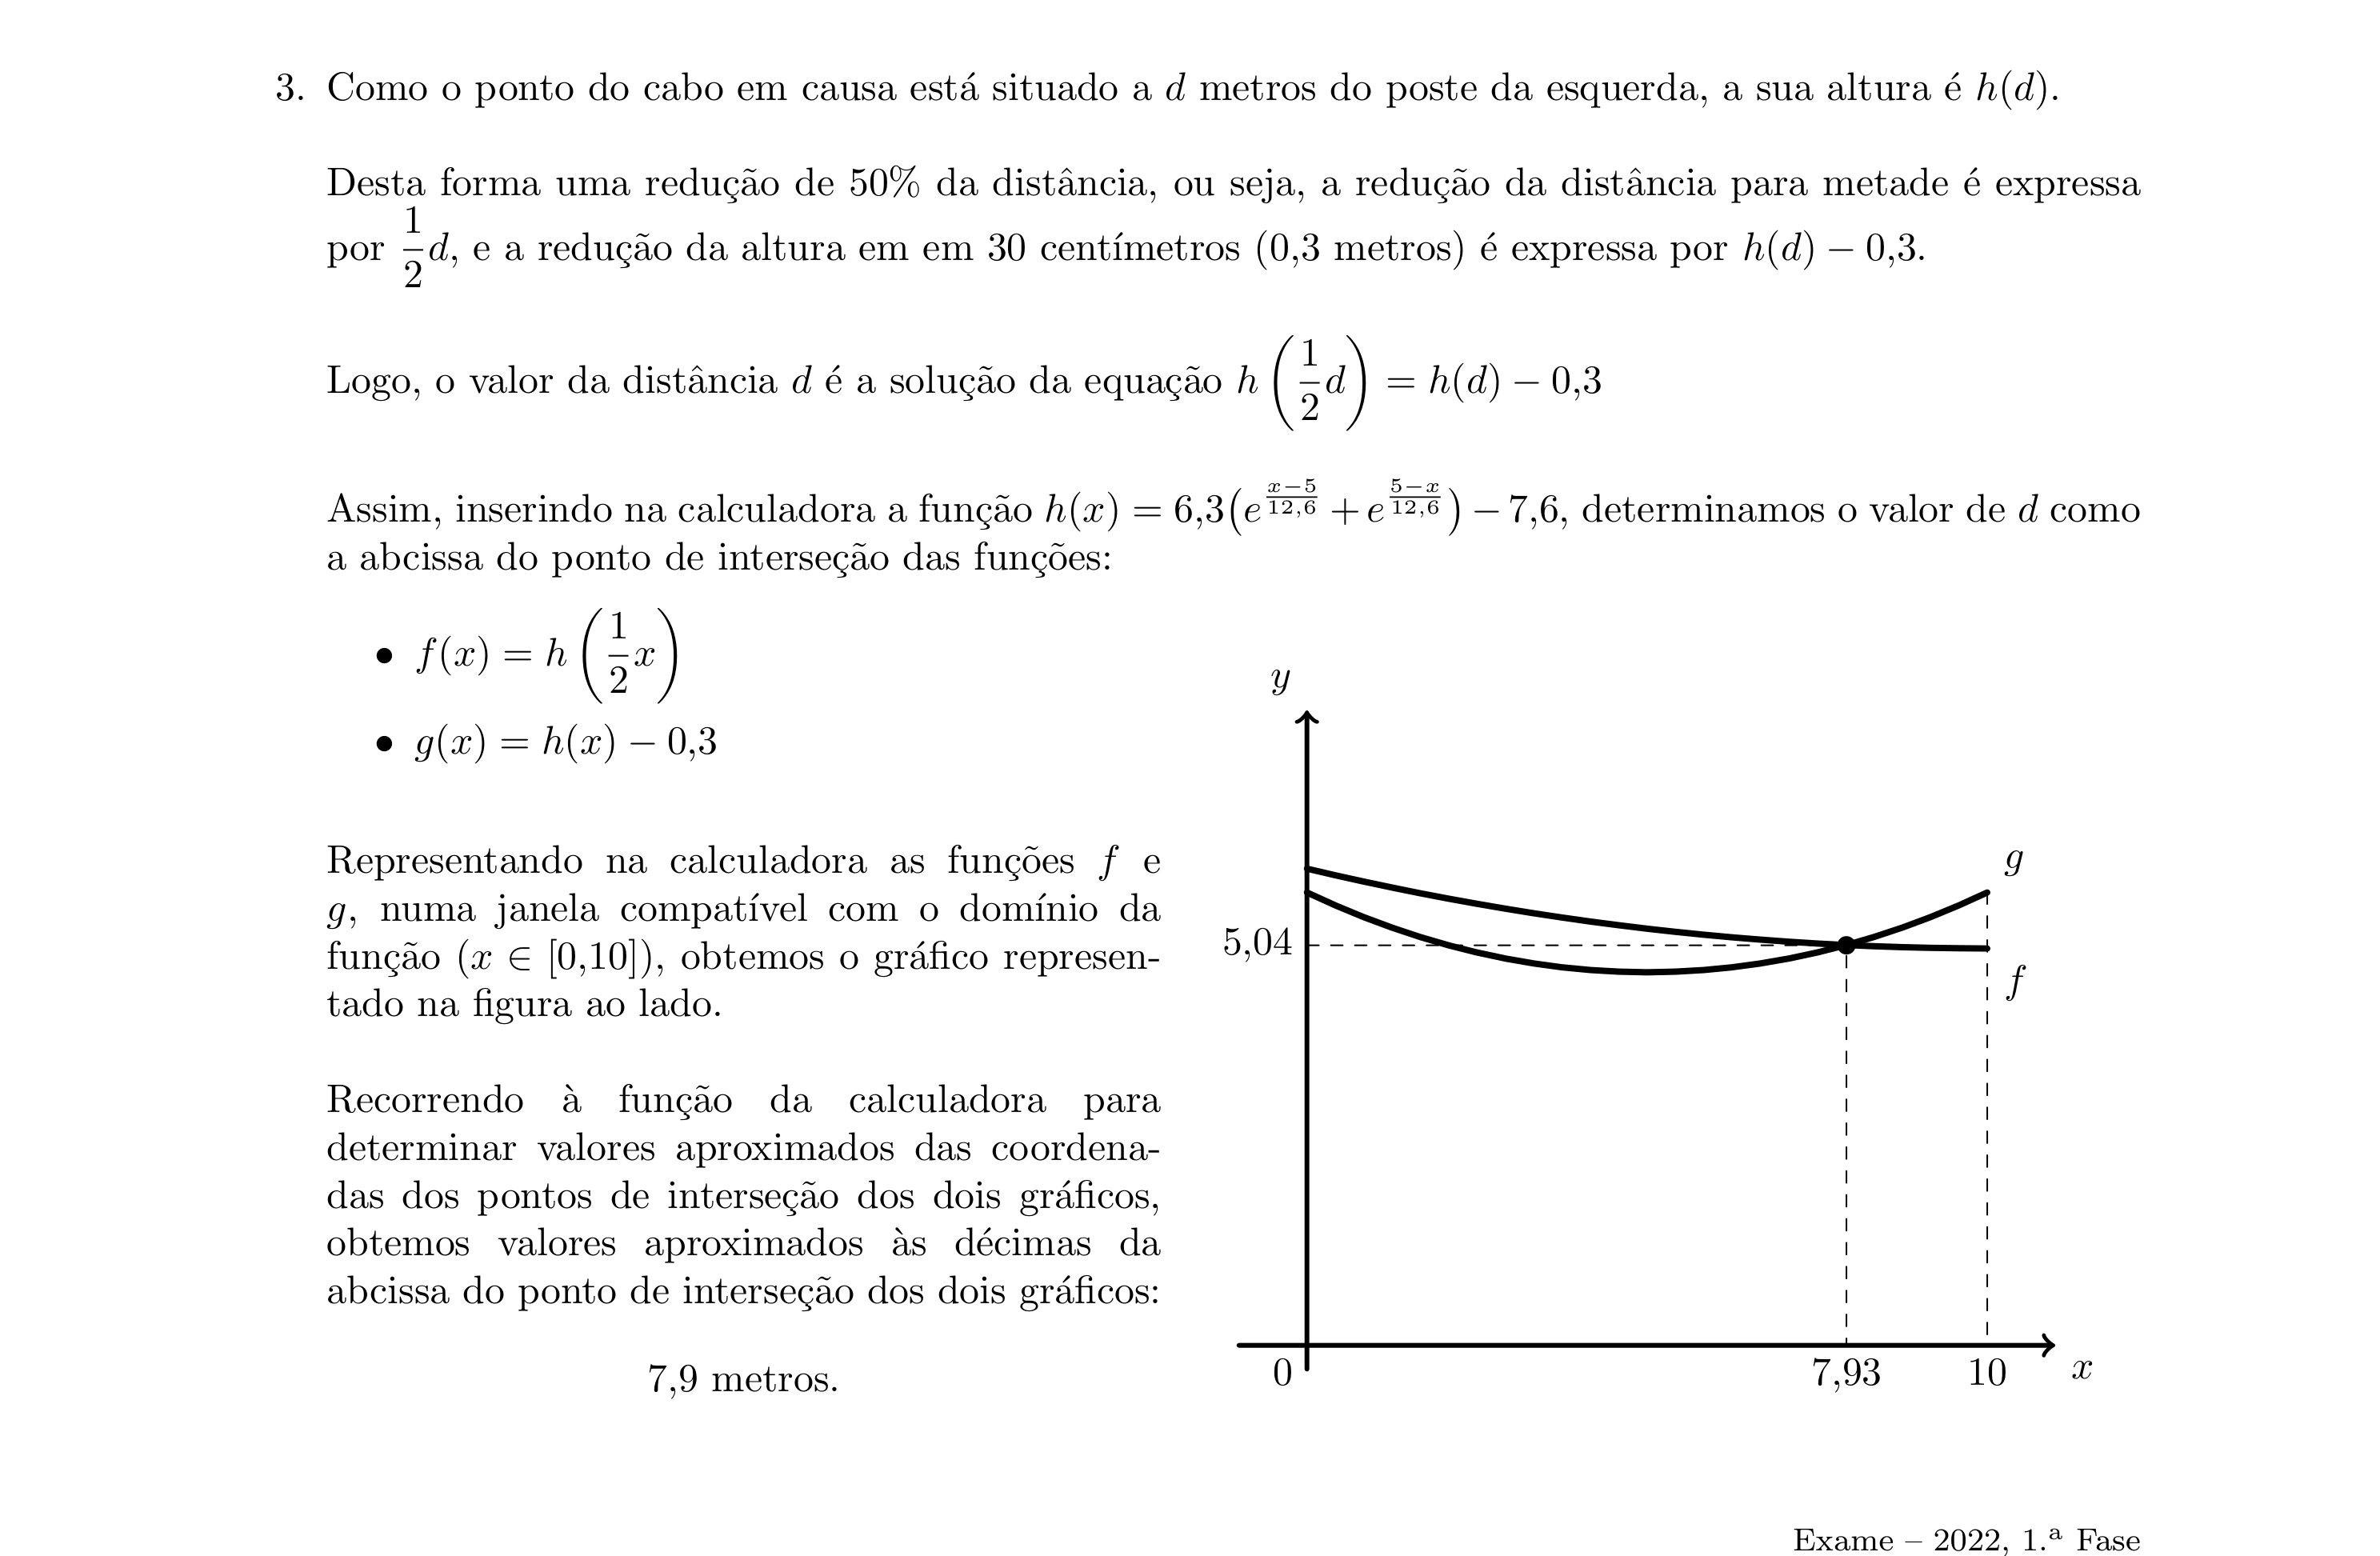 3. Como o ponto do cabo em causa está situado a d metros do poste da esquerda, a sua altura é h(d).
Desta forma uma redução de 50% da distância, ou seja, a redução da distância para metade é expressa
por \frac{1}{2}d, e a redução da altura em em 30 centímetros (0,3 metros) é expressa por h(d) − 0,3.
Logo, o valor da distância d é a solução da equação h\left(\frac{1}{2}d\right) = h(d) − 0,3
Assim, inserindo na calculadora a função h(x) = 6,3\left(e^{\frac{x−5}{12,6}} + e^{\frac{5−x}{12,6}}\right) − 7,6, determinamos o valor de d como
a abcissa do ponto de interseção das funções:
• f(x) = h\left(\frac{1}{2}x\right)
• g(x) = h(x) − 0,3
Representando na calculadora as funções f e
g, numa janela compatível com o domínio da
função (x ∈ [0,10]), obtemos o gráfico represen-
tado na figura ao lado.
Recorrendo à função da calculadora para
determinar valores aproximados das coordena-
das dos pontos de interseção dos dois gráficos,
obtemos valores aproximados às décimas da
abcissa do ponto de interseção dos dois gráficos:
7,9 metros.
y
g
5,04
f
0
7,93
10
x
Exame – 2022, 1.ª Fase